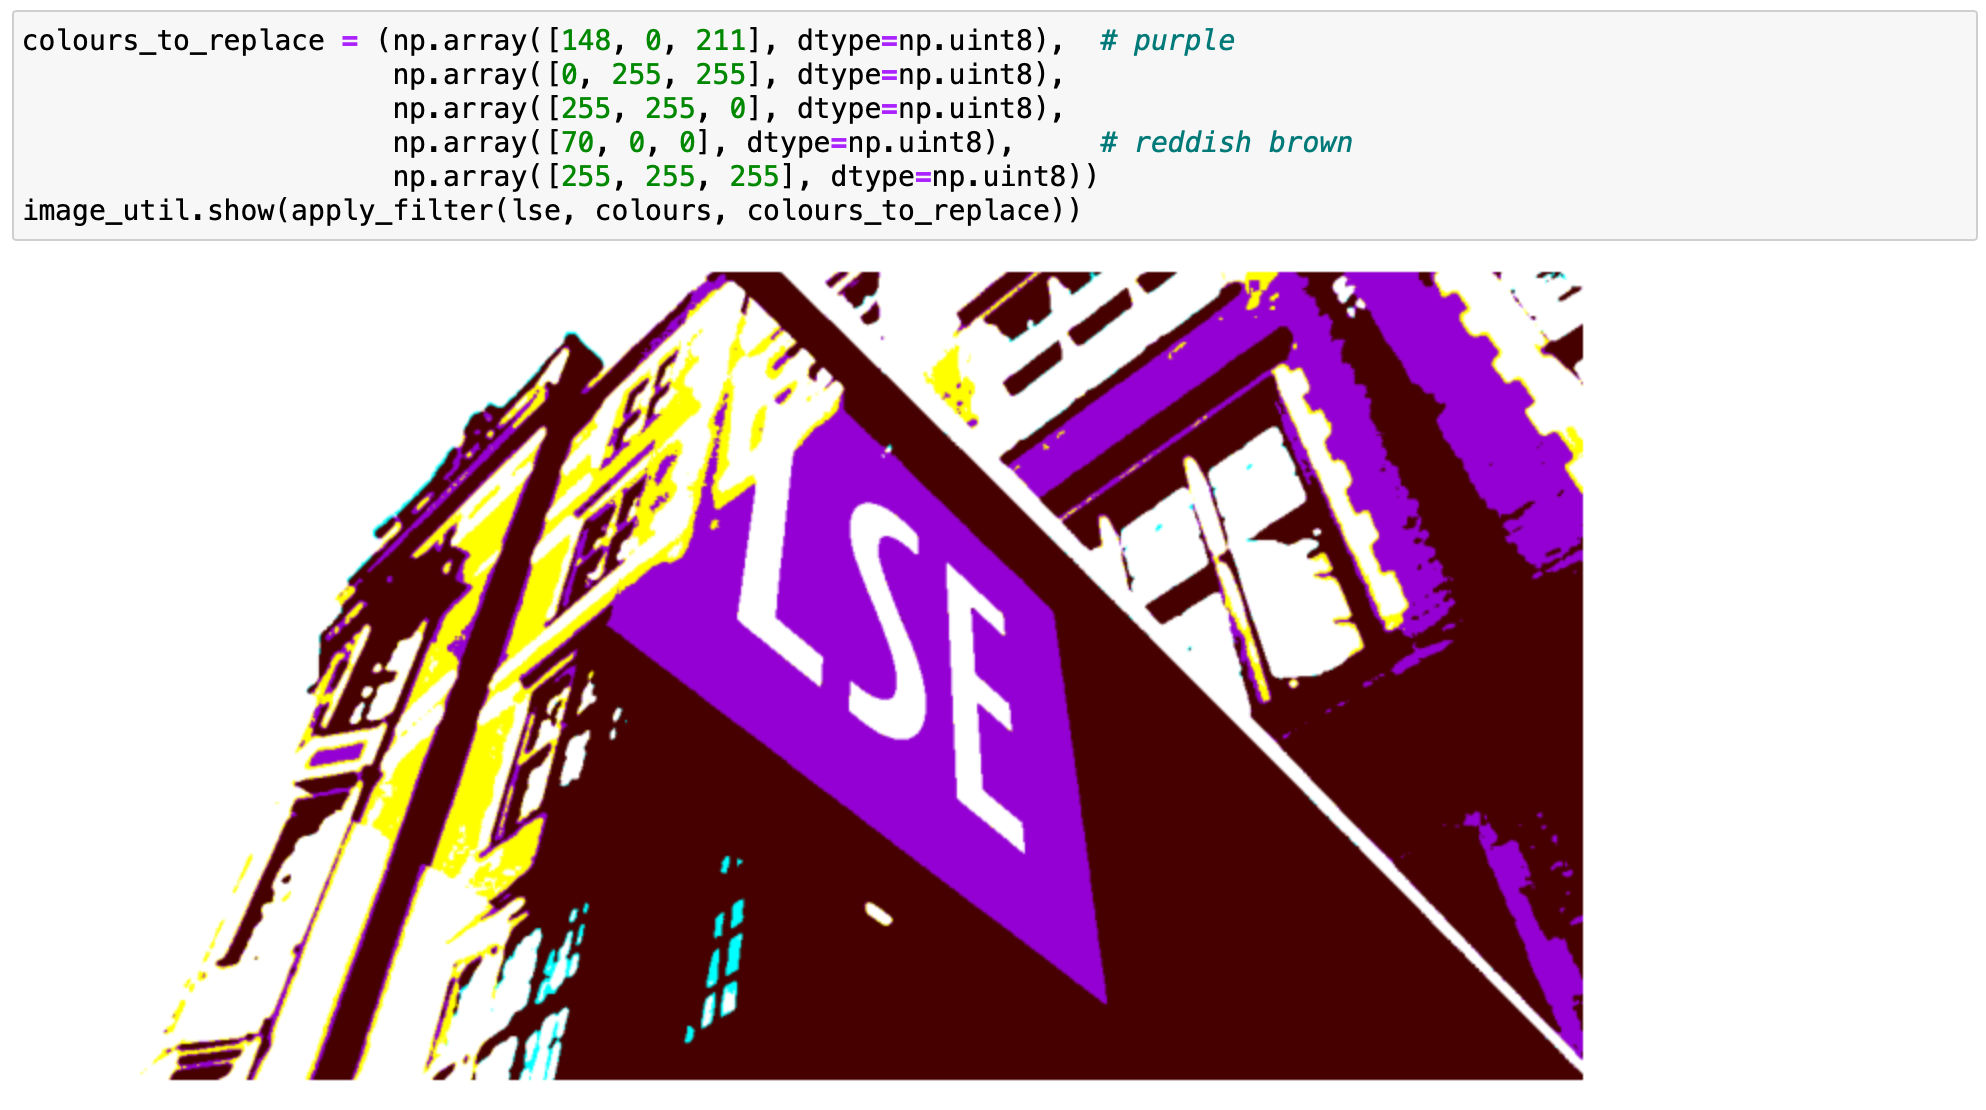 colours_to_replace = (np.array([148, 0, 211], dtype=np.uint8),  # purple
                      np.array([0, 255, 255], dtype=np.uint8),
                      np.array([255, 255, 0], dtype=np.uint8),
                      np.array([70, 0, 0], dtype=np.uint8),     # reddish brown
                      np.array([255, 255, 255], dtype=np.uint8))
image_util.show(apply_filter(lse, colours, colours_to_replace))
LSE